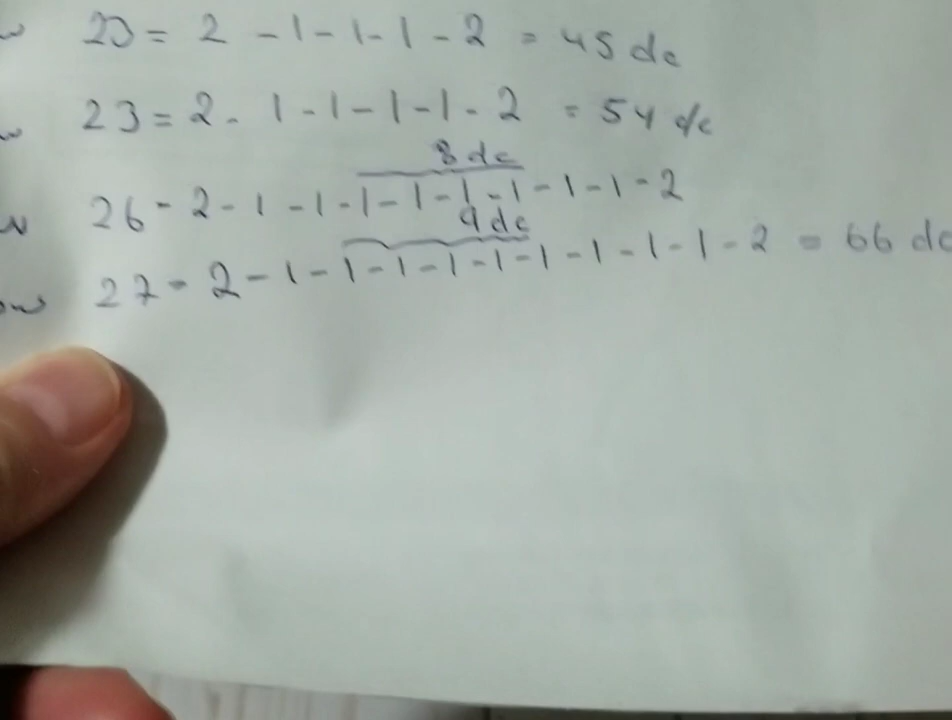 w 20 = 2 - 1 - 1 - 1 - 2 = 45 dc
w 23 = 2 - 1 - 1 - 1 - 1 - 2 = 54 dc
8 dc
w 26 - 2 - 1 - 1 - 1 - 1 - 1 - 1 - 1 - 1 - 2
9 dc
ow 27 - 2 - 1 - 1 - 1 - 1 - 1 - 1 - 1 - 1 - 1 - 2 = 66 dc